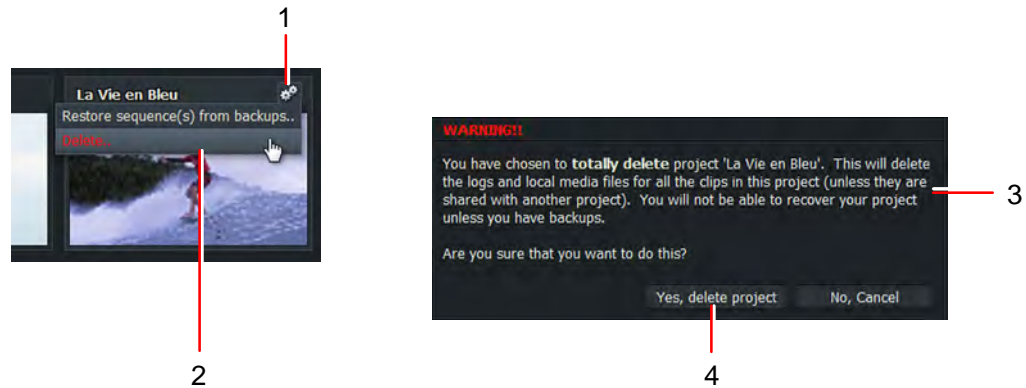 1
La Vie en Bleu
Restore sequence(s) from backups..
Delete..
2
WARNING!!
You have chosen to totally delete project 'La Vie en Bleu'. This will delete
the logs and local media files for all the clips in this project (unless they are
shared with another project). You will not be able to recover your project
unless you have backups.
Are you sure that you want to do this?
Yes, delete project
No, Cancel
3
4